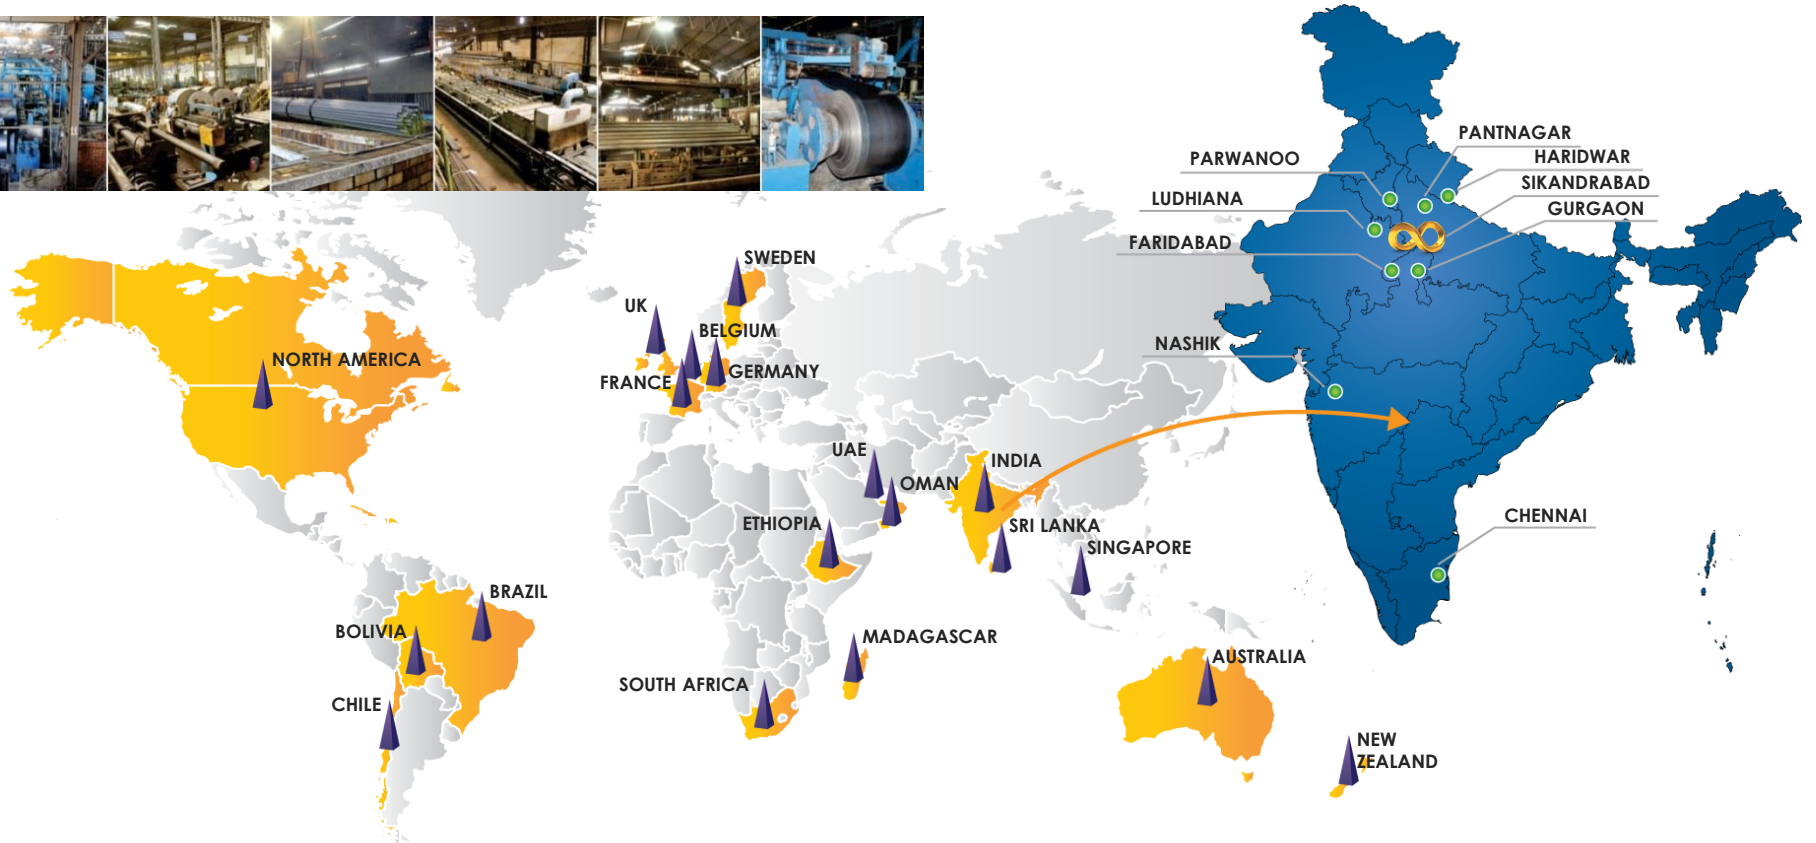 PANTNAGAR
PARWANOO
HARIDWAR
SIKANDRABAD
LUDHIANA
GURGAON
FARIDABAD
SWEDEN
UK
BELGIUM
NASHIK
NORTH AMERICA
GERMANY
FRANCE
UAE
INDIA
OMAN
CHENNAI
ETHIOPIA
SRI LANKA
SINGAPORE
BRAZIL
BOLIVIA
MADAGASCAR
AUSTRALIA
SOUTH AFRICA
CHILE
NEW
ZEALAND